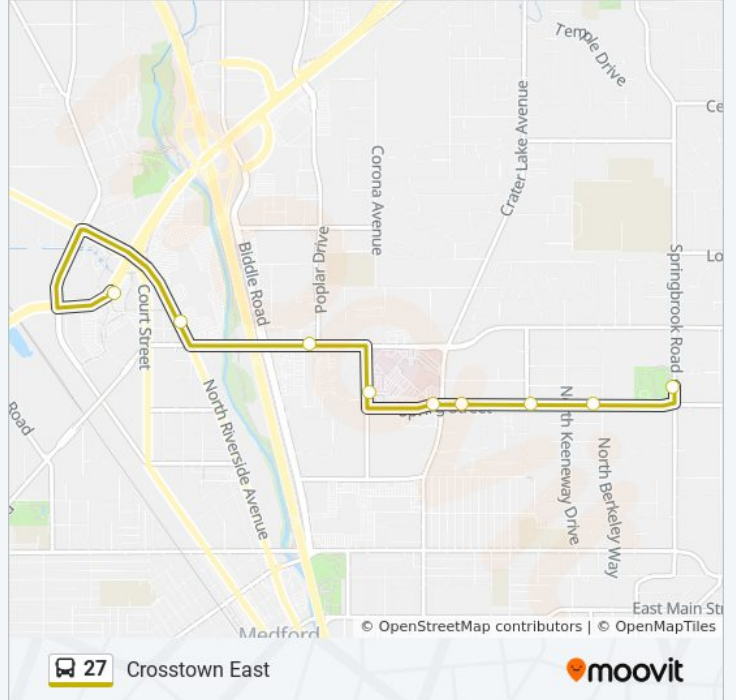 Temple Drive
Ce
Crater Lake Avenue
Corona Avenue
Poplar Drive
Biddle Road
Springbrook Road
Lo
Court Street
North Riverside Avenue
Road
Spring Street
North Keeneway Drive
North Berkeley Way
East Main Str
Medford
© OpenStreetMap contributors | © OpenMapTiles
27 Crosstown East
moovit